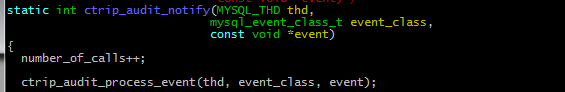 static int ctrip_audit_notify(MYSQL_THD thd,
mysql_event_class_t event_class,
const void *event)
{
number_of_calls++;
ctrip_audit_process_event(thd, event_class, event);